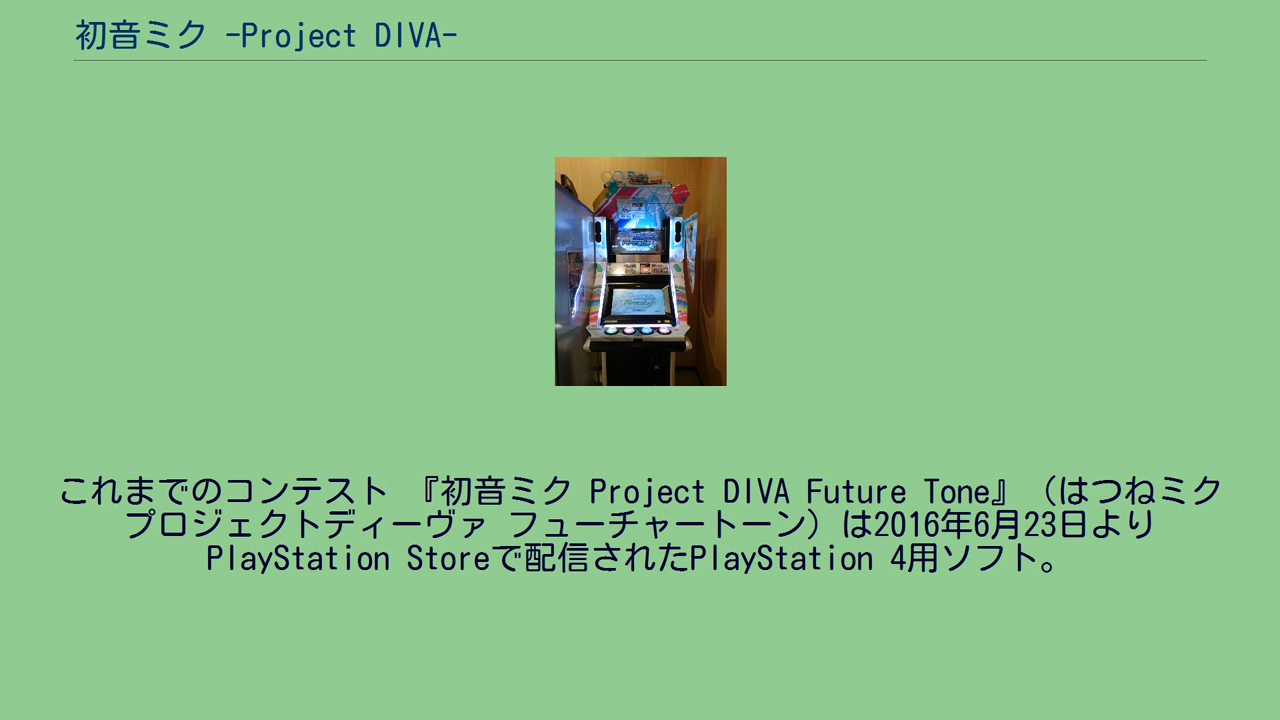 初音ミク -Project DIVA-
これまでのコンテスト 『初音ミク Project DIVA Future Tone』（はつねミク
プロジェクトディーヴァ フューチャートーン）は2016年6月23日より
PlayStation Storeで配信されたPlayStation 4用ソフト。